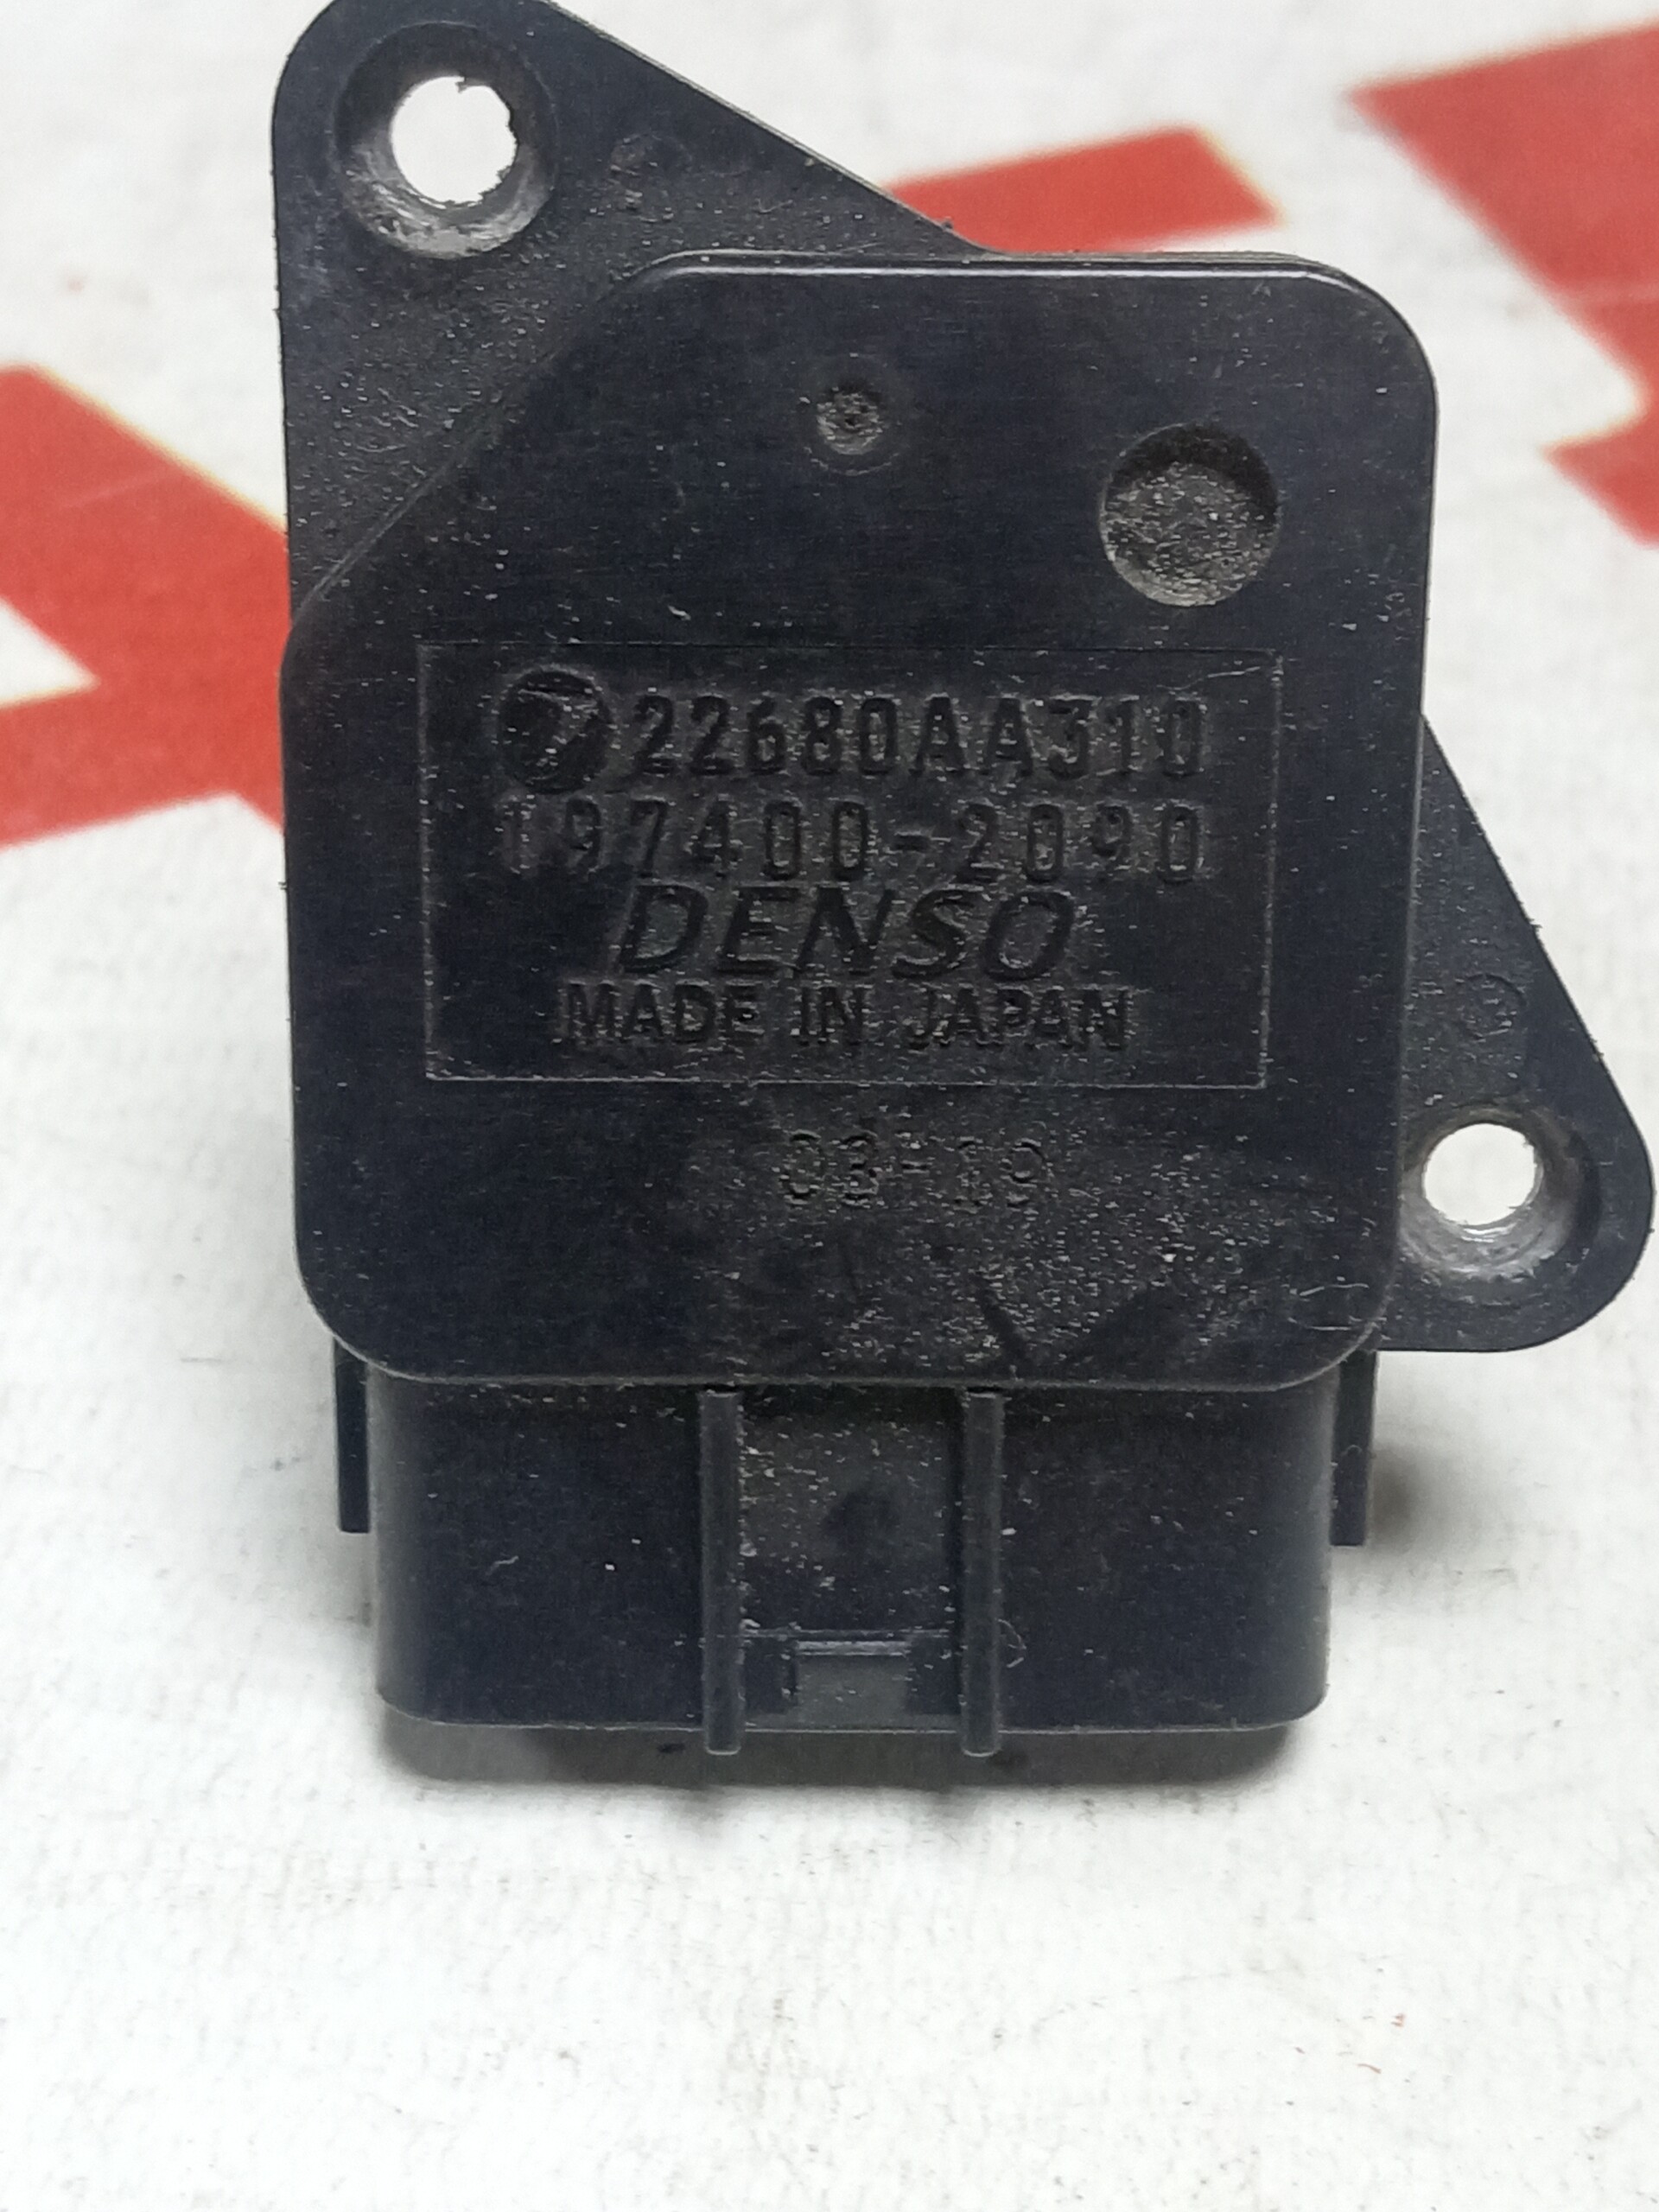 22680AA310
197400-2090
DENSO
MADE IN JAPAN